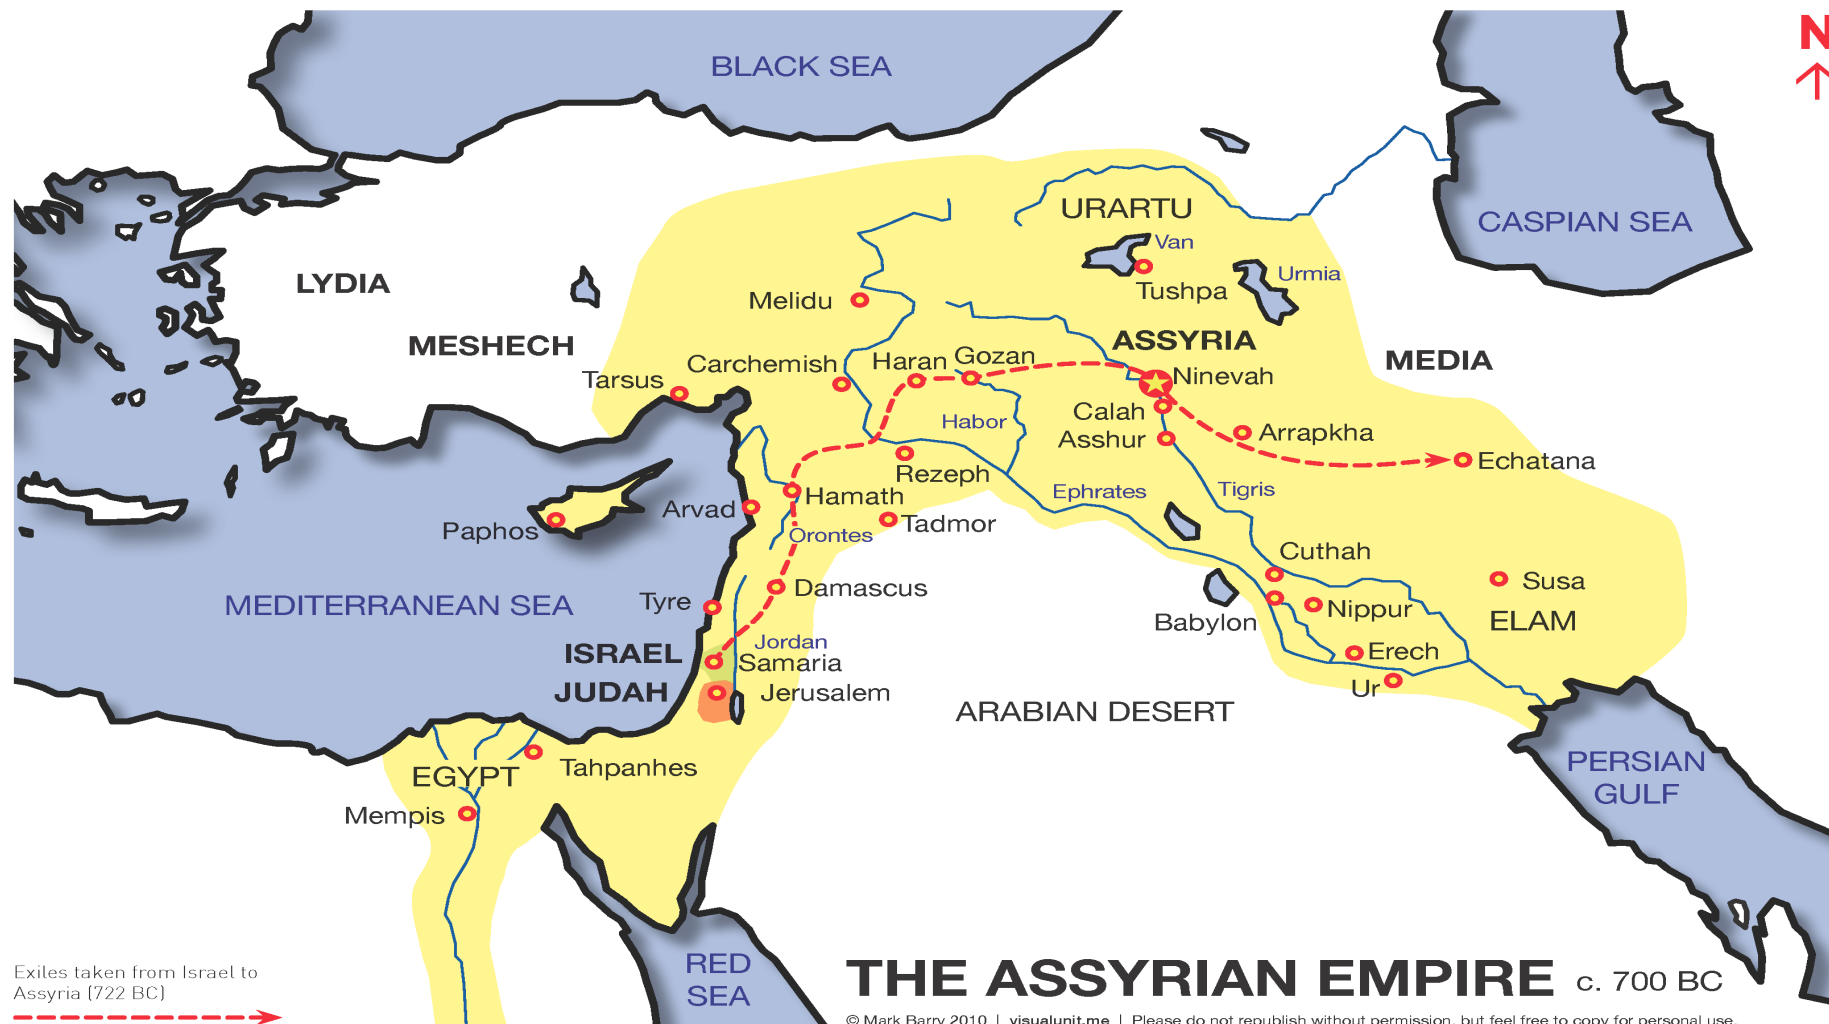 N
BLACK SEA
CASPIAN SEA
URARTU
Van
Urmia
Tushpa
LYDIA
MESHECH
Melidu
ASSYRIA
MEDIA
Carchemish
Haran
Gozan
Ninevah
Tarsus
Habor
Calah
Asshur
Arrapkha
Echatana
Rezeph
Ephrates
Tigris
Hamath
Arvad
Tadmor
Paphos
Orontes
Cuthah
Susa
MEDITERRANEAN SEA
Tyre
Damascus
Babylon
Nippur
ELAM
ISRAEL
Jordan
Samaria
Erech
JUDAH
Jerusalem
Ur
ARABIAN DESERT
EGYPT
Tahpanhes
Mempis
PERSIAN
GULF
RED
SEA
Exiles taken from Israel to
Assyria (722 BC)
THE ASSYRIAN EMPIRE c. 700 BC
© Mark Barry 2010 | visualunit.me | Please do not republish without permission, but feel free to copy for personal use.